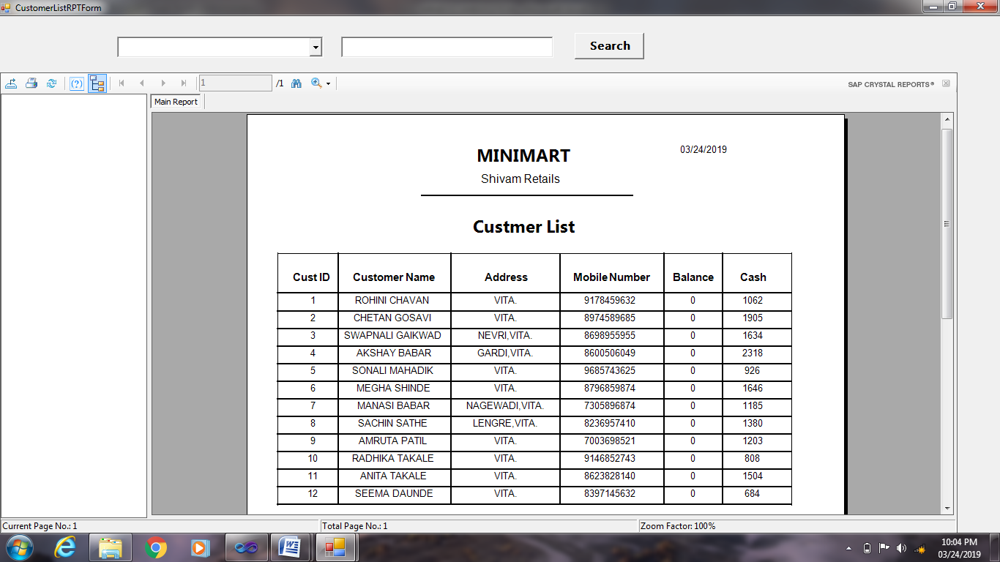 CustomerListRPTForm
Search
1 /1
SAP CRYSTAL REPORTS®
Main Report
03/24/2019
MINIMART
Shivam Retails
Custmer List
Cust ID Customer Name Address Mobile Number Balance Cash
1 ROHINI CHAVAN VITA. 9178459632 0 1062
2 CHETAN GOSAVI VITA. 8974589685 0 1905
3 SWAPNALI GAIKWAD NEVRI,VITA. 8698955955 0 1634
4 AKSHAY BABAR GARDI,VITA. 8600506049 0 2318
5 SONALI MAHADIK VITA. 9685743625 0 926
6 MEGHA SHINDE VITA. 8796859874 0 1646
7 MANASI BABAR NAGEWADI,VITA. 7305896874 0 1185
8 SACHIN SATHE LENGRE,VITA. 8236957410 0 1380
9 AMRUTA PATIL VITA. 7003698521 0 1203
10 RADHIKA TAKALE VITA. 9146852743 0 808
11 ANITA TAKALE VITA. 8623828140 0 1504
12 SEEMA DAUNDE VITA. 8397145632 0 684
Current Page No.: 1 Total Page No.: 1 Zoom Factor: 100%
10:04 PM
03/24/2019